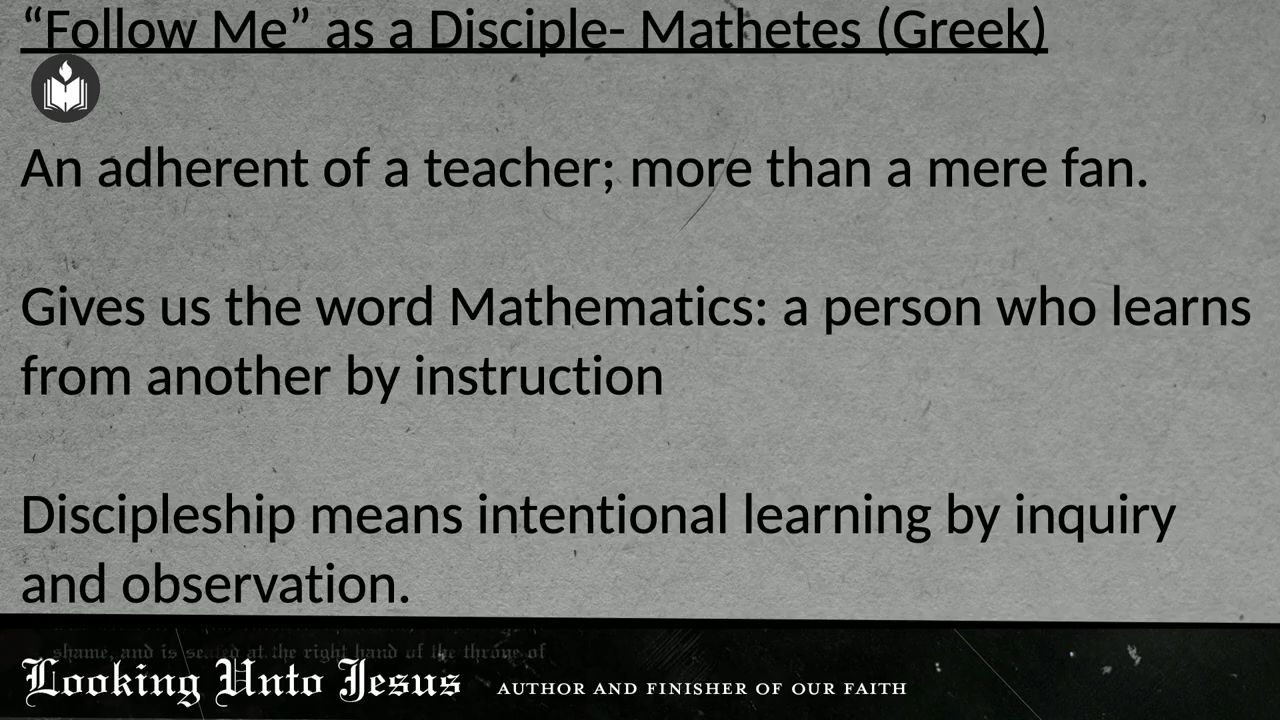 “Follow Me” as a Disciple- Mathetes (Greek)
An adherent of a teacher; more than a mere fan.
Gives us the word Mathematics: a person who learns
from another by instruction
Discipleship means intentional learning by inquiry
and observation.
shame, and is seated at the right hand of the throne of
Looking Unto Jesus AUTHOR AND FINISHER OF OUR FAITH